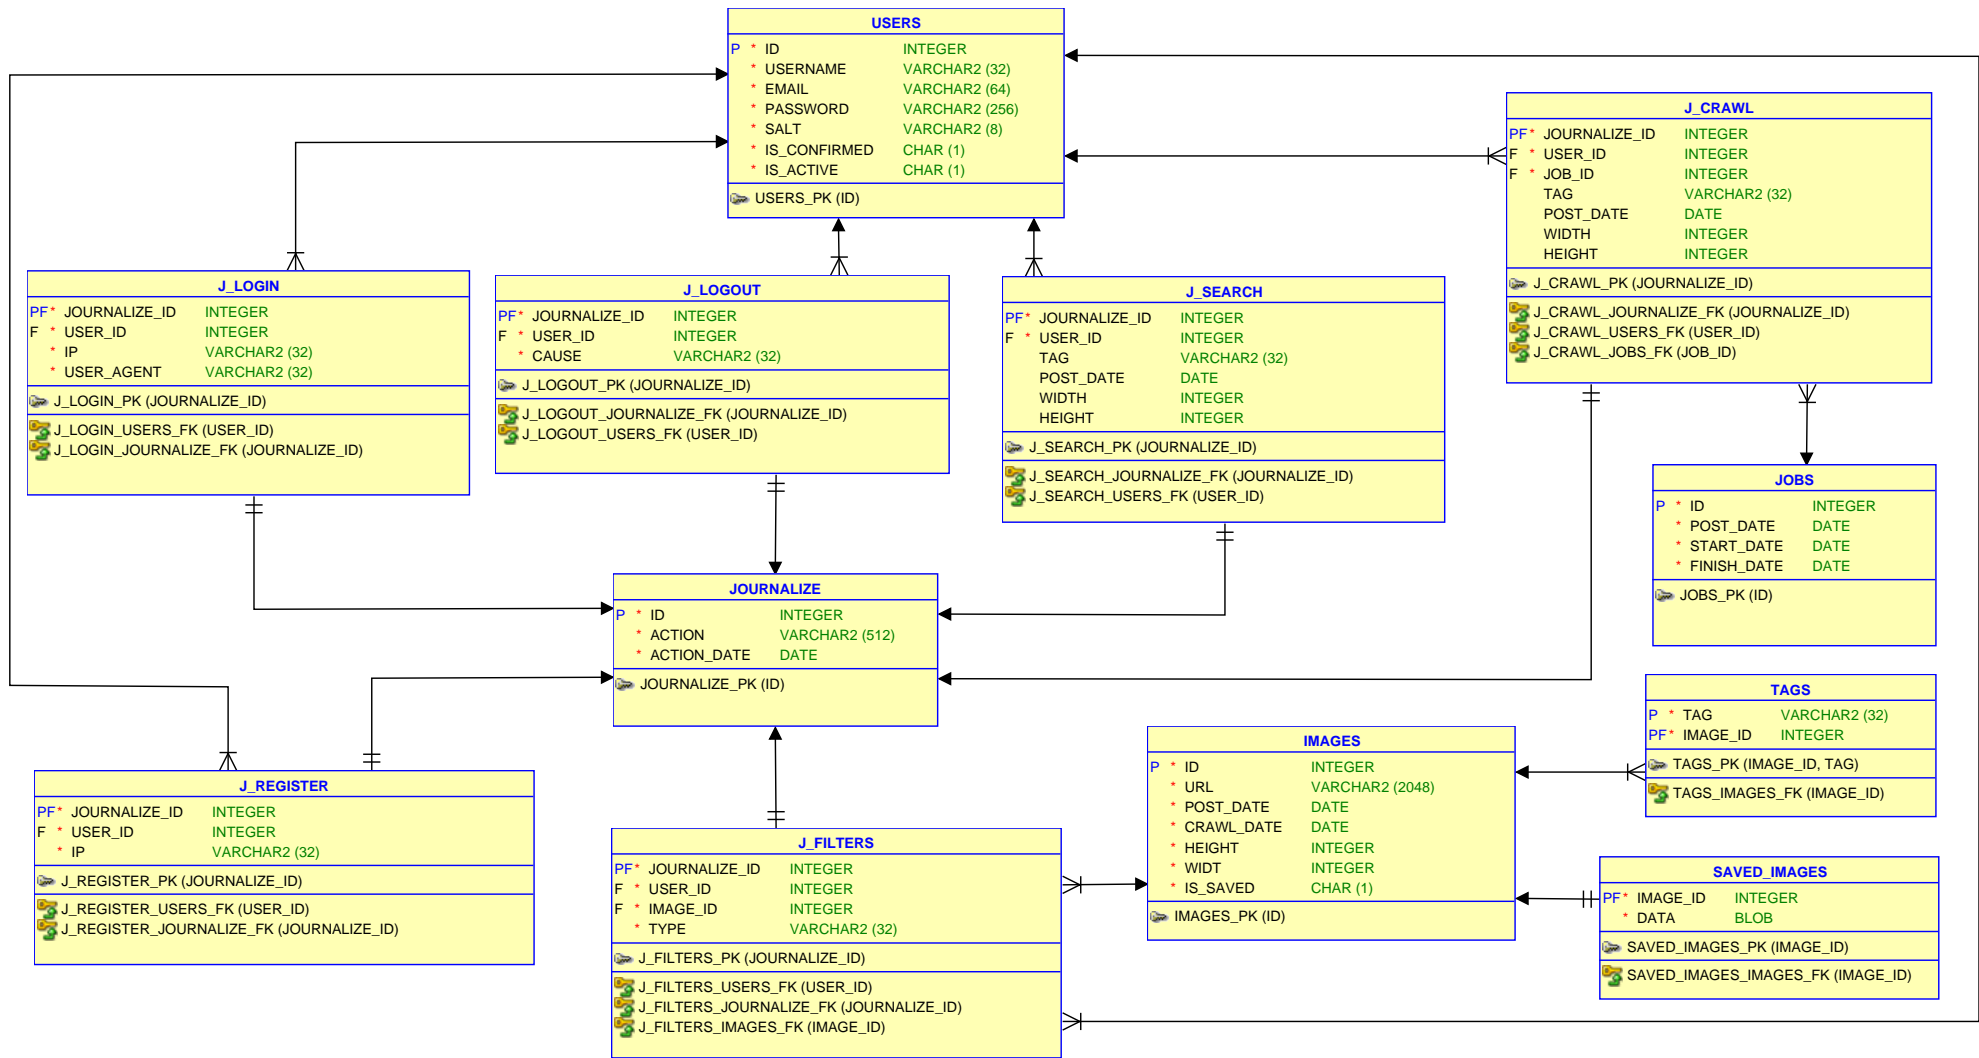 USERS
P * ID INTEGER
* USERNAME VARCHAR2 (32)
* EMAIL VARCHAR2 (64)
* PASSWORD VARCHAR2 (256)
* SALT VARCHAR2 (8)
* IS_CONFIRMED CHAR (1)
* IS_ACTIVE CHAR (1)
USERS_PK (ID)
J_CRAWL
PF* JOURNALIZE_ID INTEGER
F * USER_ID INTEGER
F * JOB_ID INTEGER
TAG VARCHAR2 (32)
POST_DATE DATE
WIDTH INTEGER
HEIGHT INTEGER
J_CRAWL_PK (JOURNALIZE_ID)
J_CRAWL_JOURNALIZE_FK (JOURNALIZE_ID)
J_CRAWL_USERS_FK (USER_ID)
J_CRAWL_JOBS_FK (JOB_ID)
J_LOGIN
PF* JOURNALIZE_ID INTEGER
F * USER_ID INTEGER
* IP VARCHAR2 (32)
* USER_AGENT VARCHAR2 (32)
J_LOGIN_PK (JOURNALIZE_ID)
J_LOGIN_USERS_FK (USER_ID)
J_LOGIN_JOURNALIZE_FK (JOURNALIZE_ID)
J_LOGOUT
PF* JOURNALIZE_ID INTEGER
F * USER_ID INTEGER
* CAUSE VARCHAR2 (32)
J_LOGOUT_PK (JOURNALIZE_ID)
J_LOGOUT_JOURNALIZE_FK (JOURNALIZE_ID)
J_LOGOUT_USERS_FK (USER_ID)
J_SEARCH
PF* JOURNALIZE_ID INTEGER
F * USER_ID INTEGER
TAG VARCHAR2 (32)
POST_DATE DATE
WIDTH INTEGER
HEIGHT INTEGER
J_SEARCH_PK (JOURNALIZE_ID)
J_SEARCH_JOURNALIZE_FK (JOURNALIZE_ID)
J_SEARCH_USERS_FK (USER_ID)
JOBS
P * ID INTEGER
* POST_DATE DATE
* START_DATE DATE
* FINISH_DATE DATE
JOBS_PK (ID)
JOURNALIZE
P * ID INTEGER
* ACTION VARCHAR2 (512)
* ACTION_DATE DATE
JOURNALIZE_PK (ID)
TAGS
P * TAG VARCHAR2 (32)
PF* IMAGE_ID INTEGER
TAGS_PK (IMAGE_ID, TAG)
TAGS_IMAGES_FK (IMAGE_ID)
IMAGES
P * ID INTEGER
* URL VARCHAR2 (2048)
* POST_DATE DATE
* CRAWL_DATE DATE
* HEIGHT INTEGER
* WIDT INTEGER
* IS_SAVED CHAR (1)
IMAGES_PK (ID)
J_REGISTER
PF* JOURNALIZE_ID INTEGER
F * USER_ID INTEGER
* IP VARCHAR2 (32)
J_REGISTER_PK (JOURNALIZE_ID)
J_REGISTER_USERS_FK (USER_ID)
J_REGISTER_JOURNALIZE_FK (JOURNALIZE_ID)
J_FILTERS
PF* JOURNALIZE_ID INTEGER
F * USER_ID INTEGER
F * IMAGE_ID INTEGER
* TYPE VARCHAR2 (32)
J_FILTERS_PK (JOURNALIZE_ID)
J_FILTERS_USERS_FK (USER_ID)
J_FILTERS_JOURNALIZE_FK (JOURNALIZE_ID)
J_FILTERS_IMAGES_FK (IMAGE_ID)
SAVED_IMAGES
PF* IMAGE_ID INTEGER
* DATA BLOB
SAVED_IMAGES_PK (IMAGE_ID)
SAVED_IMAGES_IMAGES_FK (IMAGE_ID)